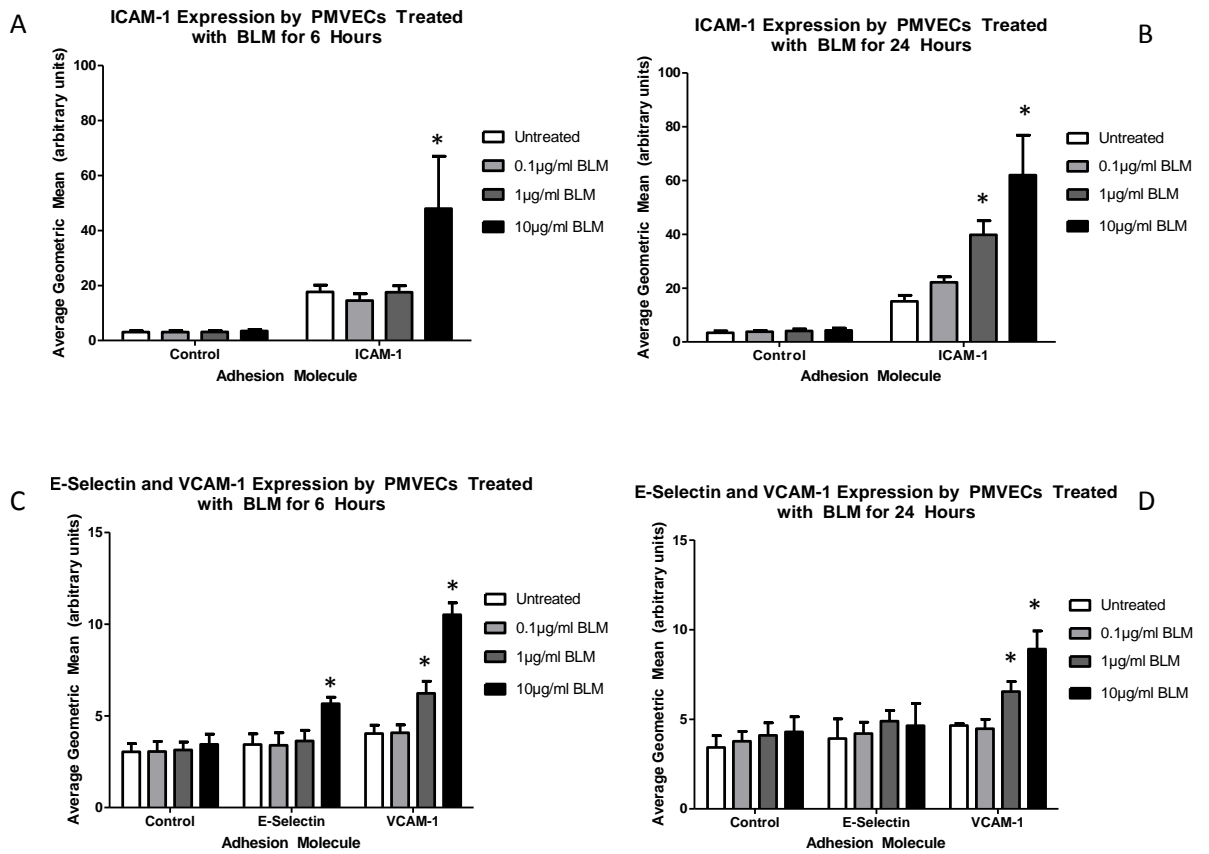 A
ICAM-1 Expression by PMVECs Treated
with BLM for 6 Hours
Average Geometric Mean (arbitrary units)
100
80
60
40
20
0
*
Control
ICAM-1
Adhesion Molecule
Untreated
0.1µg/ml BLM
1µg/ml BLM
10µg/ml BLM
B
ICAM-1 Expression by PMVECs Treated
with BLM for 24 Hours
Average Geometric Mean (arbitrary units)
100
80
60
40
20
0
*
*
Control
ICAM-1
Adhesion Molecule
Untreated
0.1µg/ml BLM
1µg/ml BLM
10µg/ml BLM
C
E-Selectin and VCAM-1 Expression by PMVECs Treated
with BLM for 6 Hours
Average Geometric Mean (arbitrary units)
15
10
5
0
*
*
*
Control
E-Selectin
VCAM-1
Adhesion Molecule
Untreated
0.1µg/ml BLM
1µg/ml BLM
10µg/ml BLM
D
E-Selectin and VCAM-1 Expression by PMVECs Treated
with BLM for 24 Hours
Average Geometric Mean (arbitrary units)
15
10
5
0
*
*
Control
E-Selectin
VCAM-1
Adhesion Molecule
Untreated
0.1µg/ml BLM
1µg/ml BLM
10µg/ml BLM